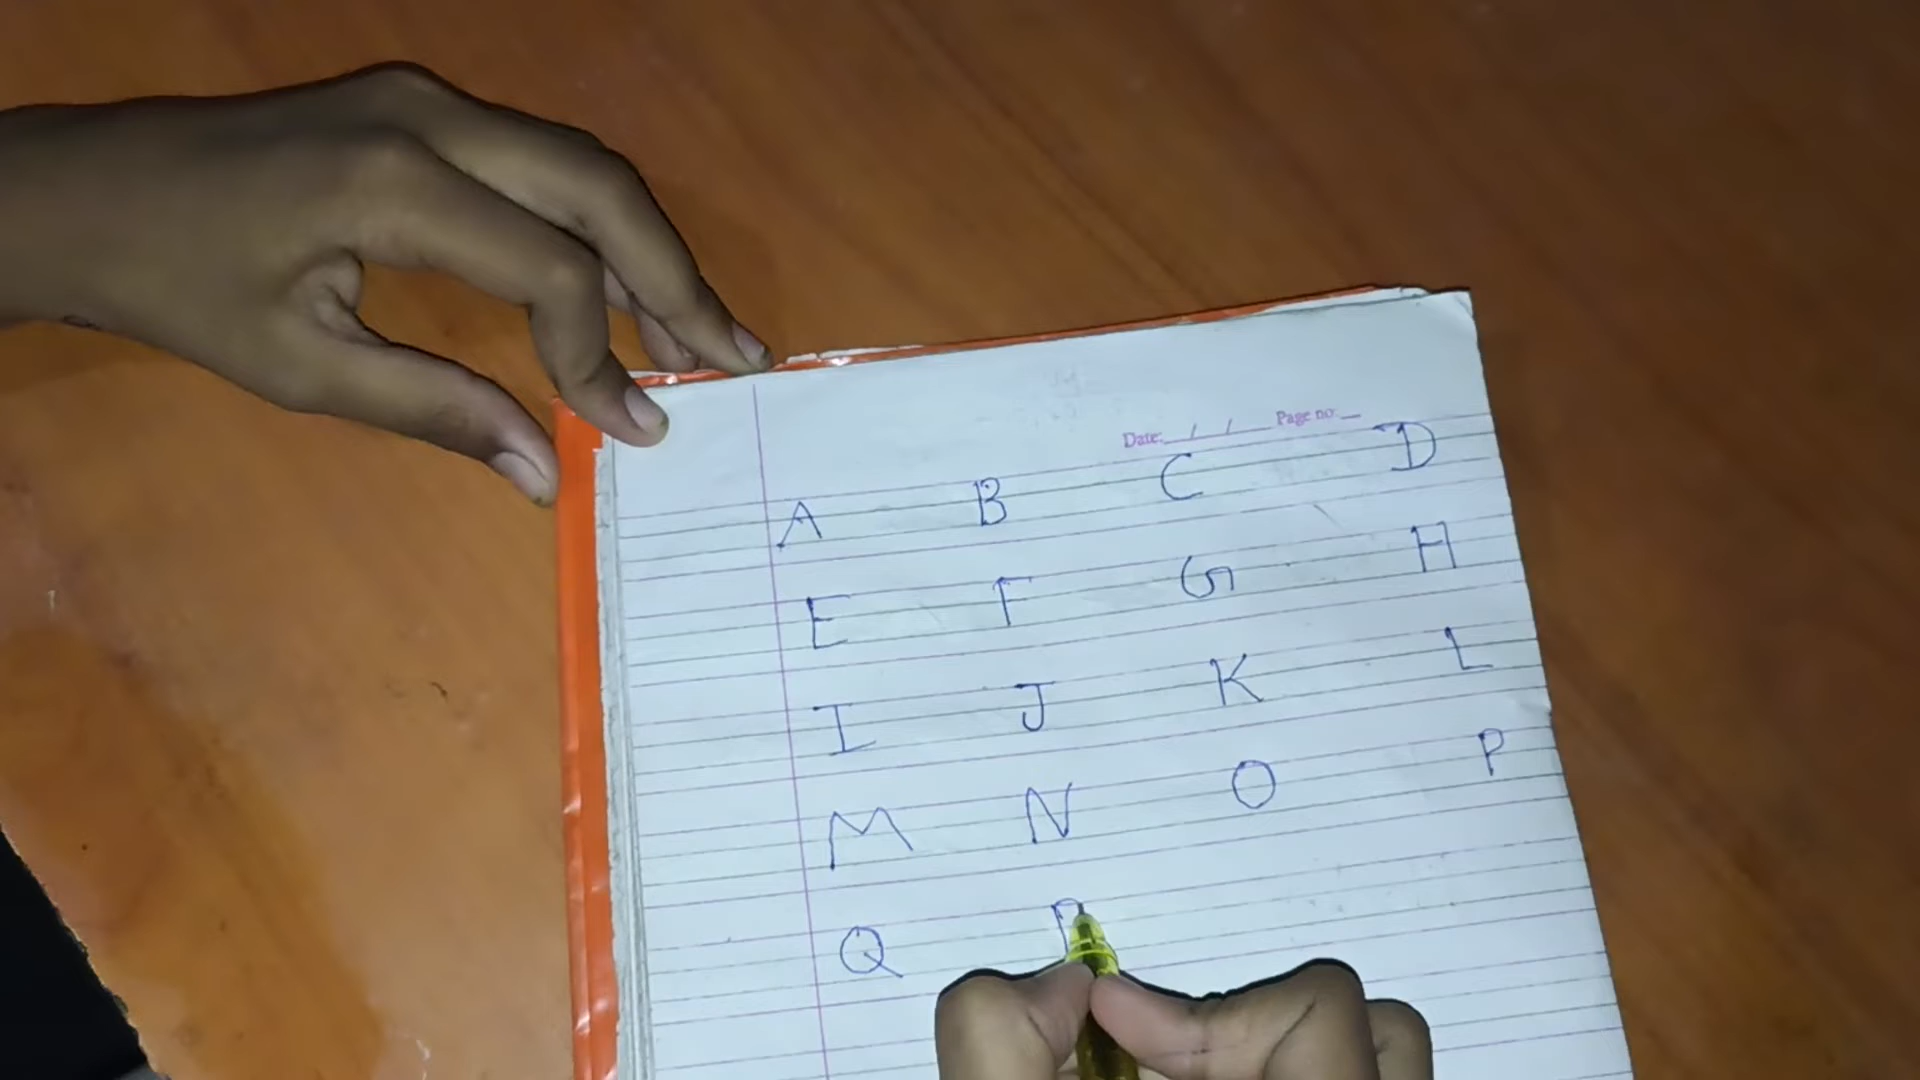 Date: / / Page no:
A B C D
E F G H
I J K L
M N O P
Q